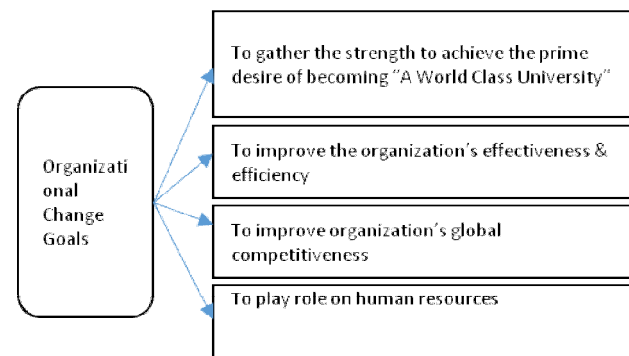 Organizati
onal
Change
Goals
To gather the strength to achieve the prime
desire of becoming “A World Class University”
To improve the organization’s effectiveness &
efficiency
To improve organization’s global
competitiveness
To play role on human resources